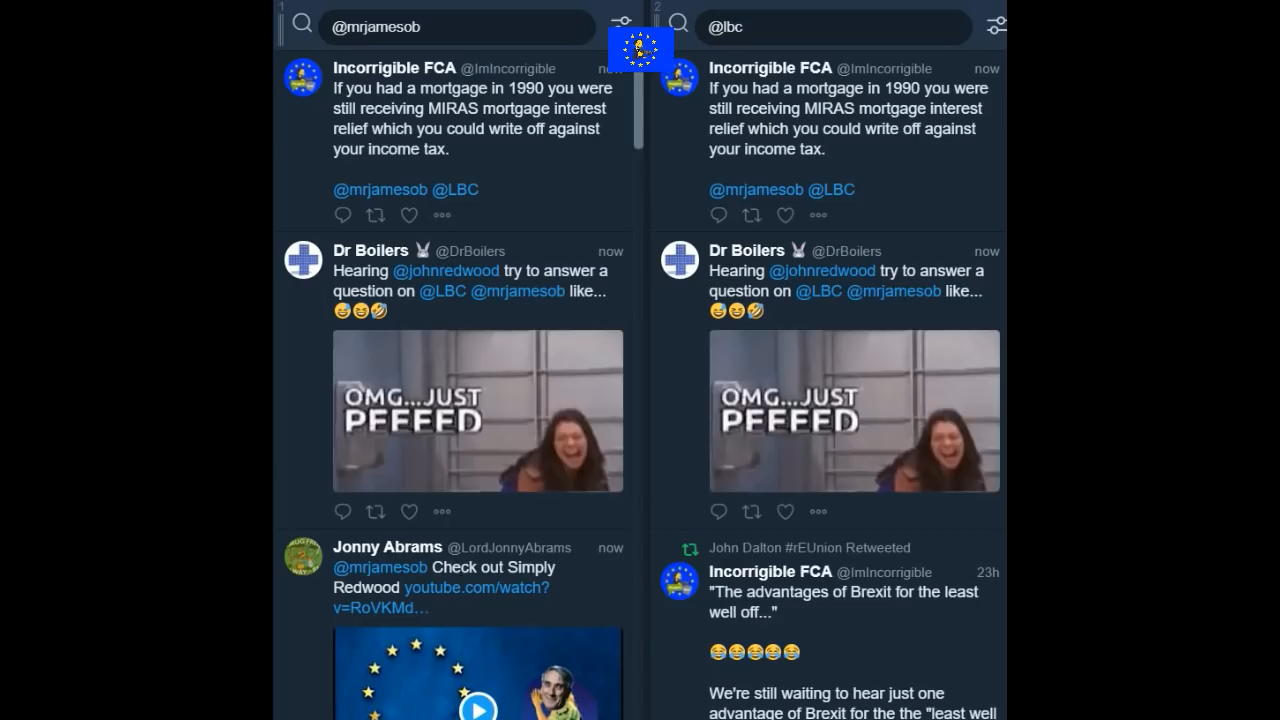 1
@mrjamesob
Incorrigible FCA @ImIncorrigible
If you had a mortgage in 1990 you were
still receiving MIRAS mortgage interest
relief which you could write off against
your income tax.
@mrjamesob @LBC
Dr Boilers @DrBoilers now
Hearing @johnredwood try to answer a
question on @LBC @mrjamesob like...
OMG...JUST
PEEEED
Jonny Abrams @LordJonnyAbrams now
@mrjamesob Check out Simply
Redwood youtube.com/watch?
v=RoVKMd…
2
@lbc
Incorrigible FCA @ImIncorrigible now
If you had a mortgage in 1990 you were
still receiving MIRAS mortgage interest
relief which you could write off against
your income tax.
@mrjamesob @LBC
Dr Boilers @DrBoilers now
Hearing @johnredwood try to answer a
question on @LBC @mrjamesob like...
OMG...JUST
PEEEED
John Dalton #rEUnion Retweeted
Incorrigible FCA @ImIncorrigible 23h
"The advantages of Brexit for the least
well off..."
We're still waiting to hear just one
advantage of Brexit for the the "least well